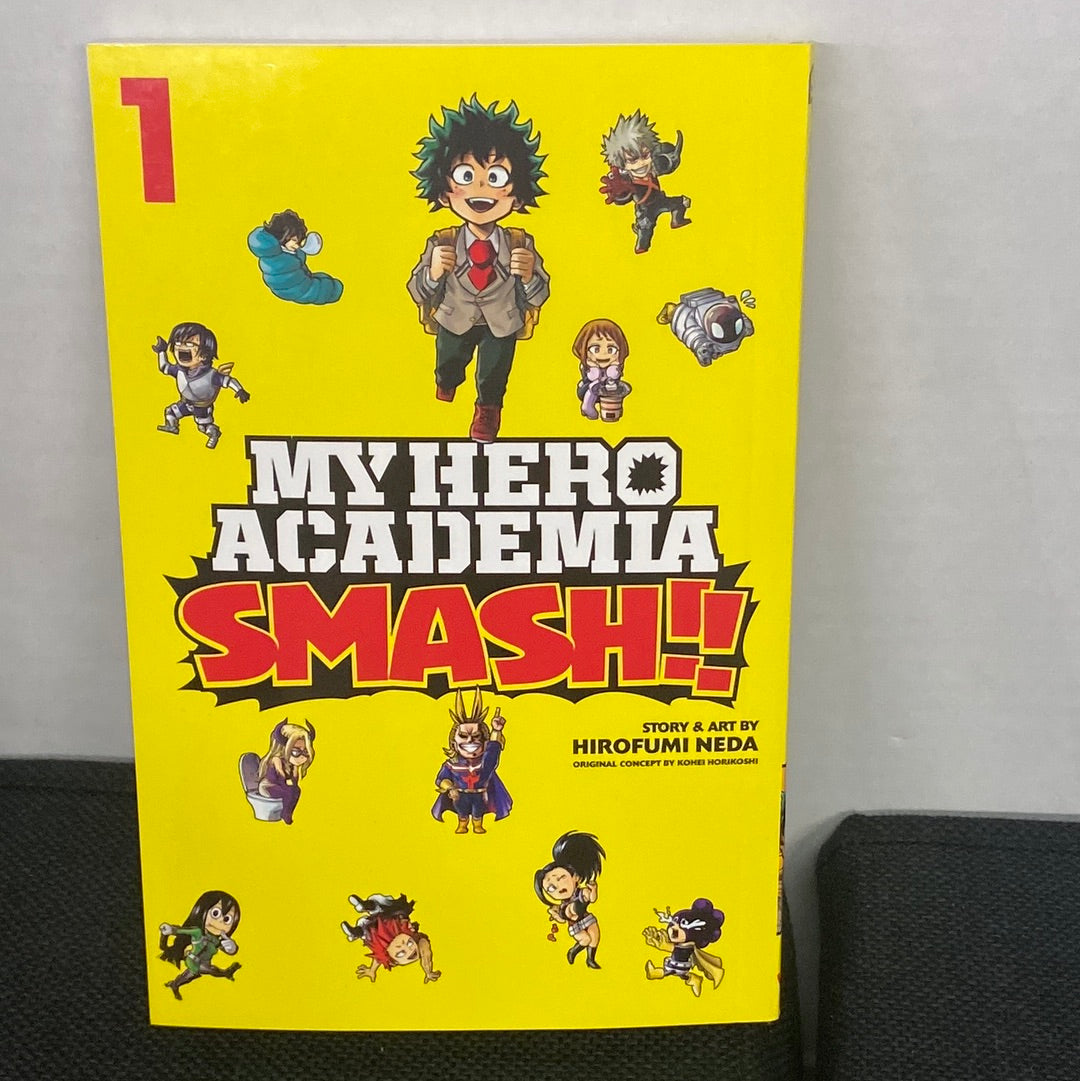 1
MY HERO
ACADEMIA
SMASH!!
STORY & ART BY
HIROFUMI NEDA
ORIGINAL CONCEPT BY KOHEI HORIKOSHI